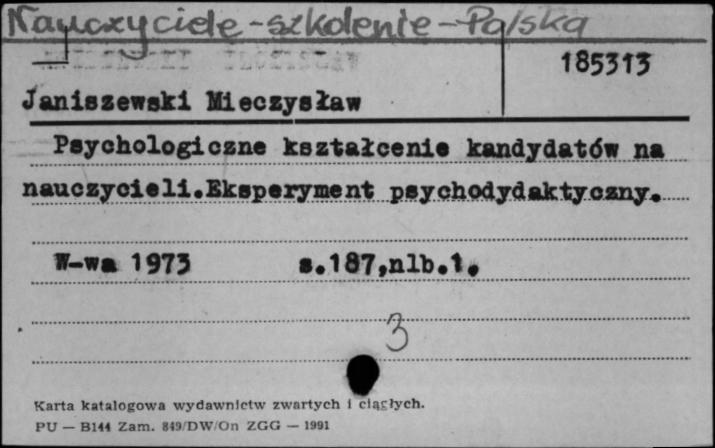 Nauczyciele - szkolenie - Polska
185313
Janiszewski Mieczysław
Psychologiczne kształcenie kandydatów na
nauczycieli.Eksperyment psychodydaktyczny.
W-wa 1973 s.187,nlb.1.
3
Karta katalogowa wydawnictw zwartych i ciągłych.
PU — B144 Zam. 849/DW/On ZGG — 1991